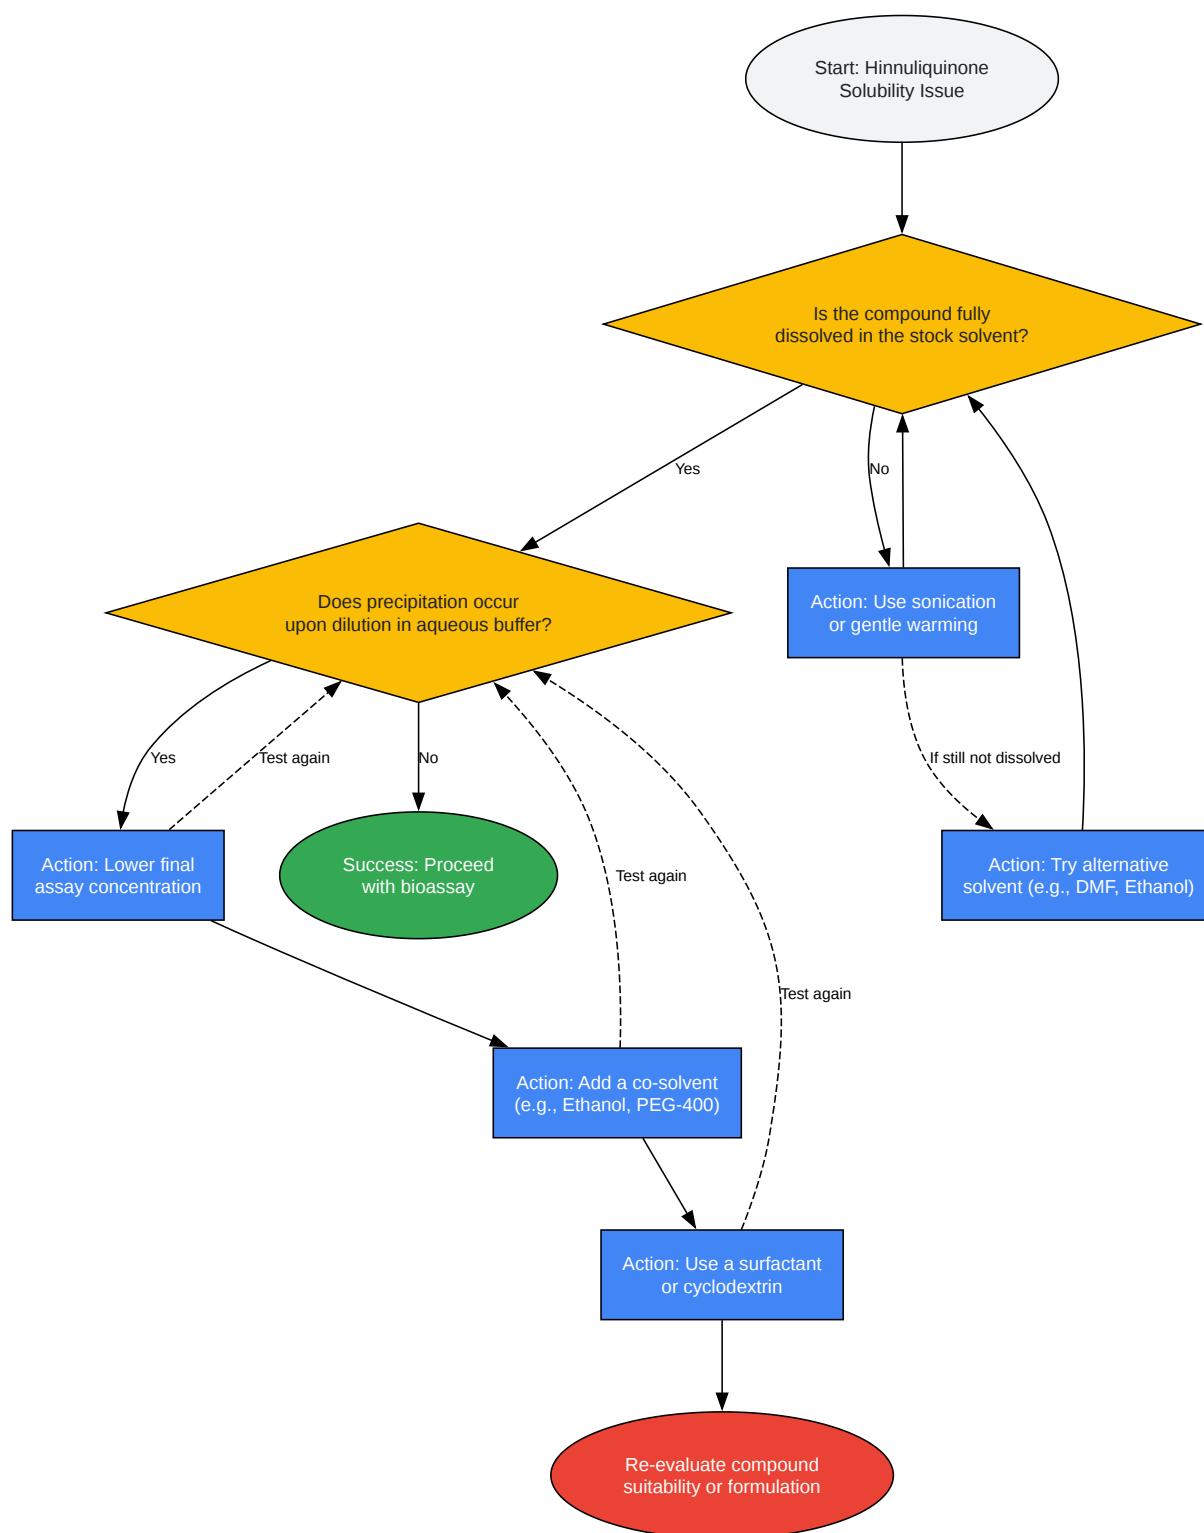 Start: Hinnuliquinone
Solubility Issue
Is the compound fully
dissolved in the stock solvent?
Yes
No
Does precipitation occur
upon dilution in aqueous buffer?
Action: Use sonication
or gentle warming
Yes
Test again
No
If still not dissolved
Action: Lower final
assay concentration
Success: Proceed
with bioassay
Test again
Action: Try alternative
solvent (e.g., DMF, Ethanol)
Test again
Action: Add a co-solvent
(e.g., Ethanol, PEG-400)
Action: Use a surfactant
or cyclodextrin
Re-evaluate compound
suitability or formulation